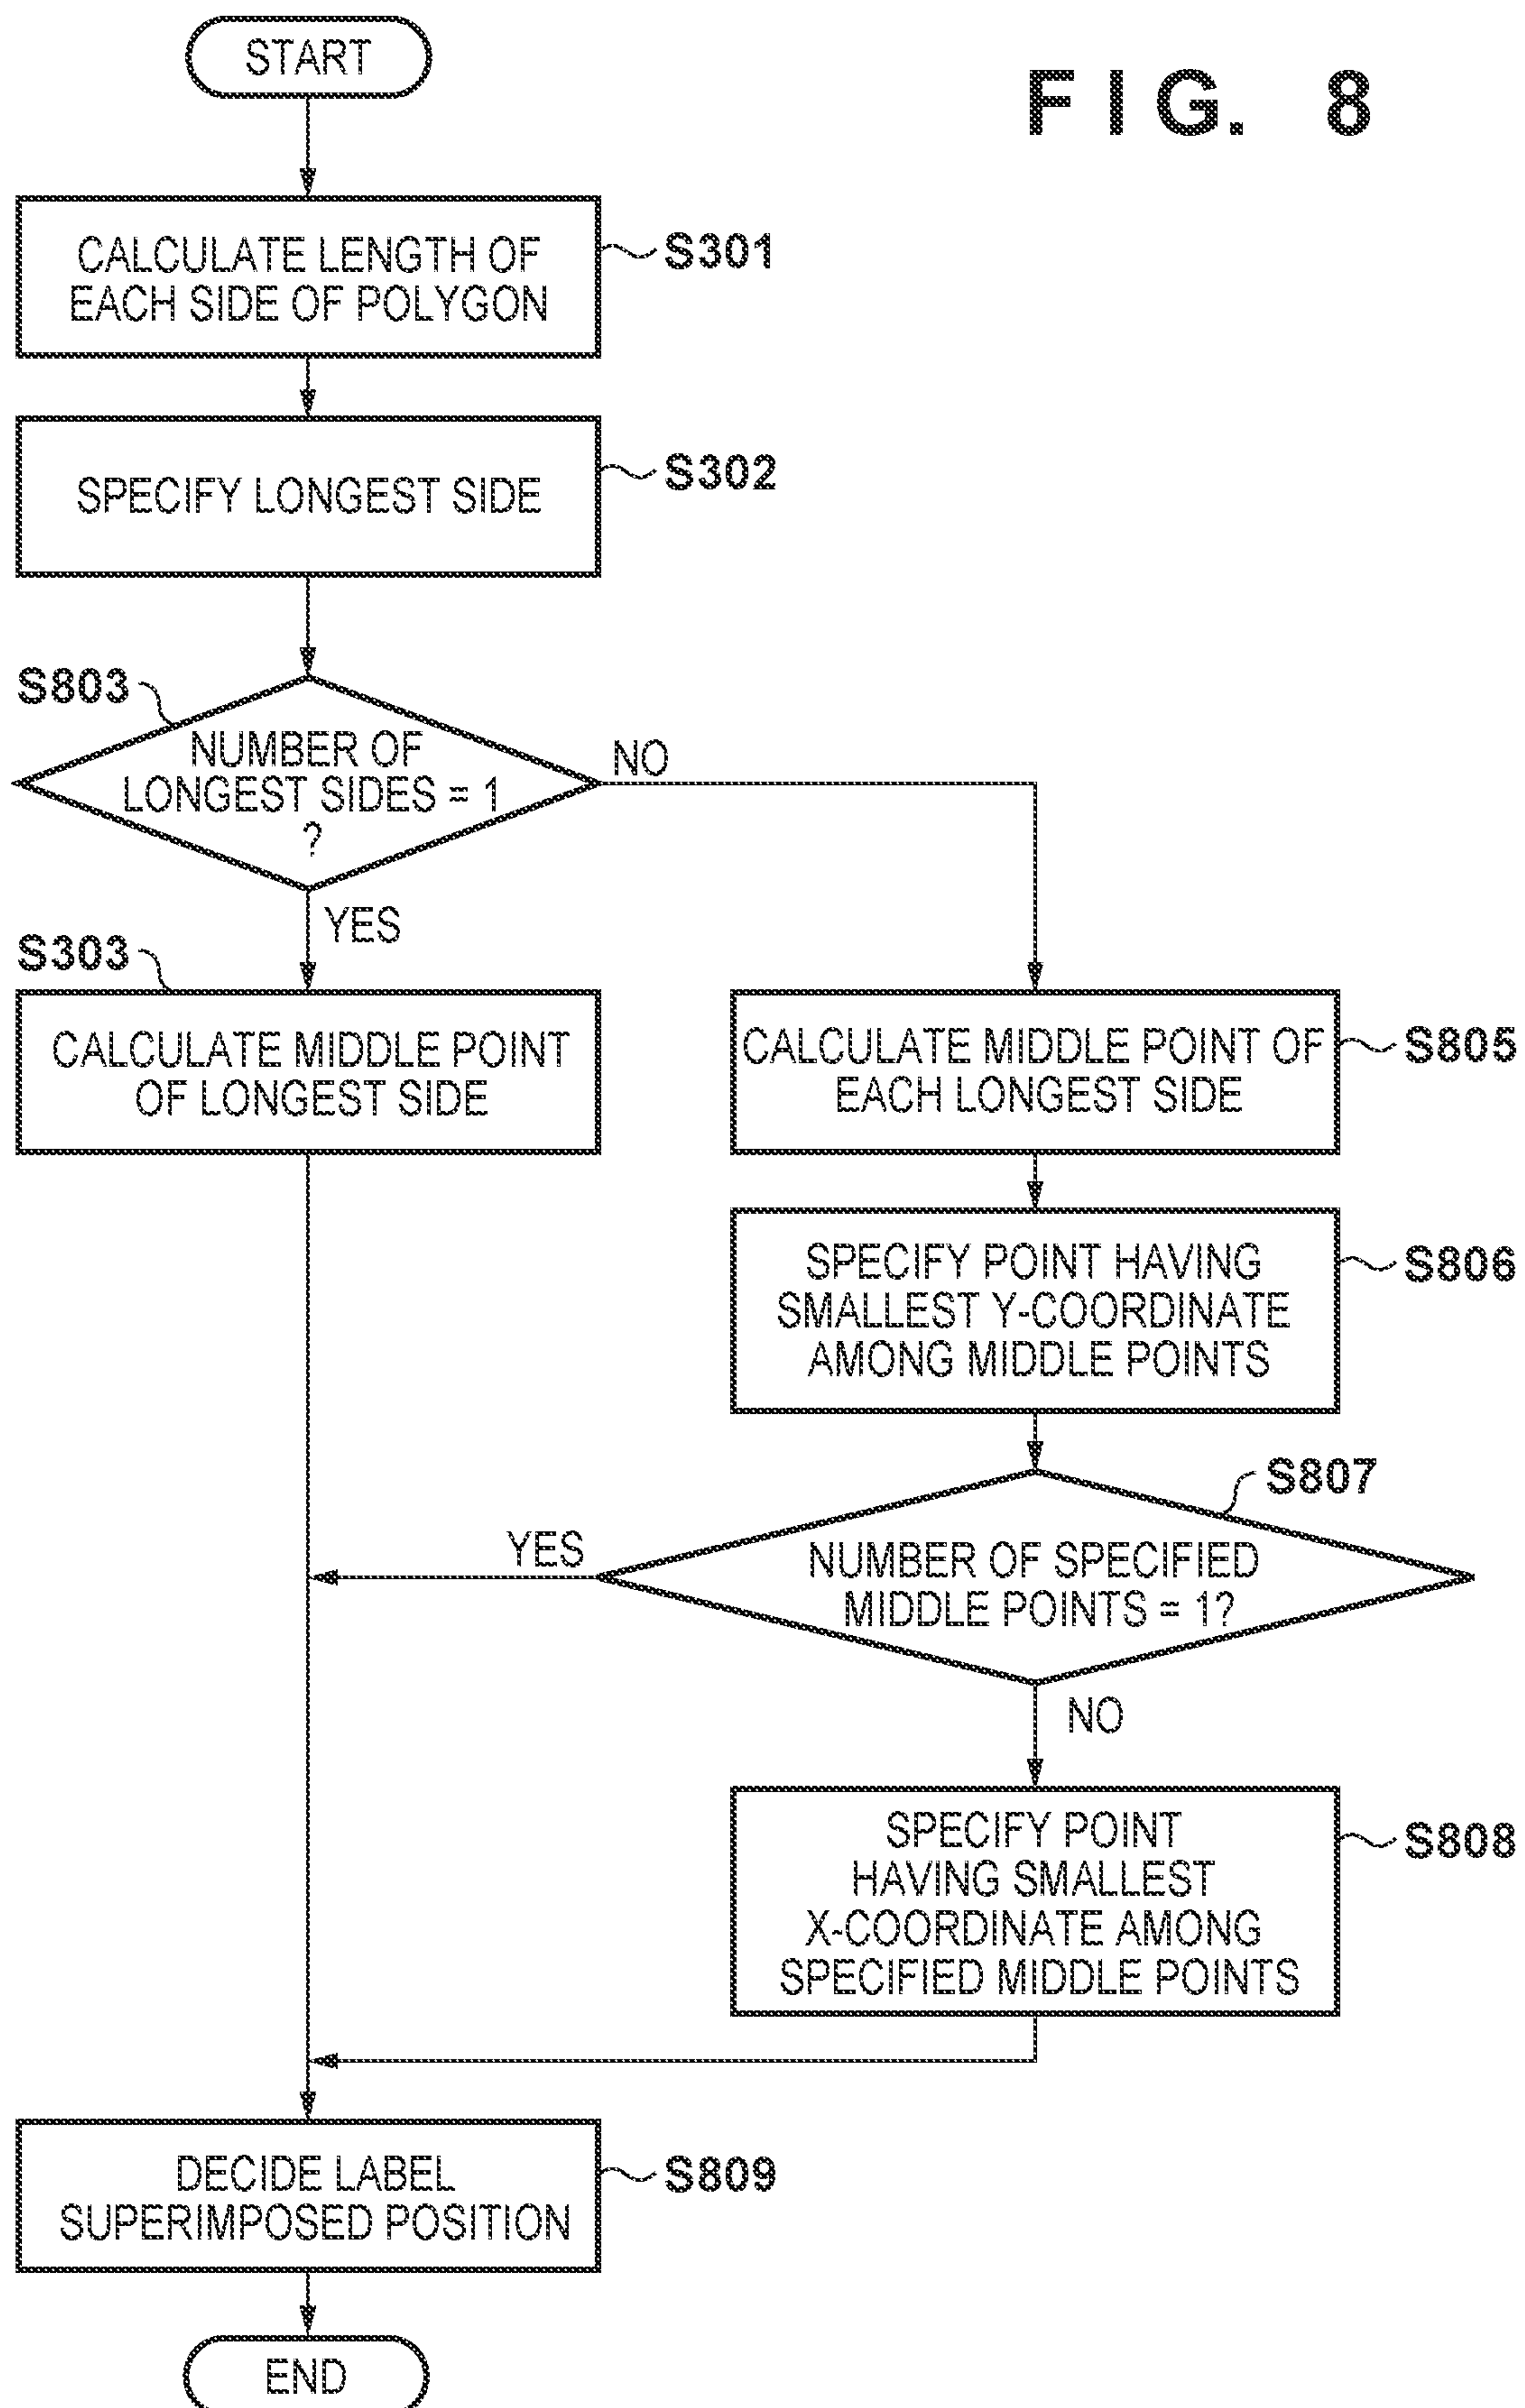 START
FIG. 8
CALCULATE LENGTH OF
EACH SIDE OF POLYGON
S301
SPECIFY LONGEST SIDE
S302
S803
NUMBER OF
LONGEST SIDES = 1
?
NO
YES
S303
CALCULATE MIDDLE POINT
OF LONGEST SIDE
CALCULATE MIDDLE POINT OF
EACH LONGEST SIDE
S805
SPECIFY POINT HAVING
SMALLEST Y-COORDINATE
AMONG MIDDLE POINTS
S806
S807
YES
NUMBER OF SPECIFIED
MIDDLE POINTS = 1?
NO
SPECIFY POINT
HAVING SMALLEST
X-COORDINATE AMONG
SPECIFIED MIDDLE POINTS
S808
DECIDE LABEL
SUPERIMPOSED POSITION
S809
END